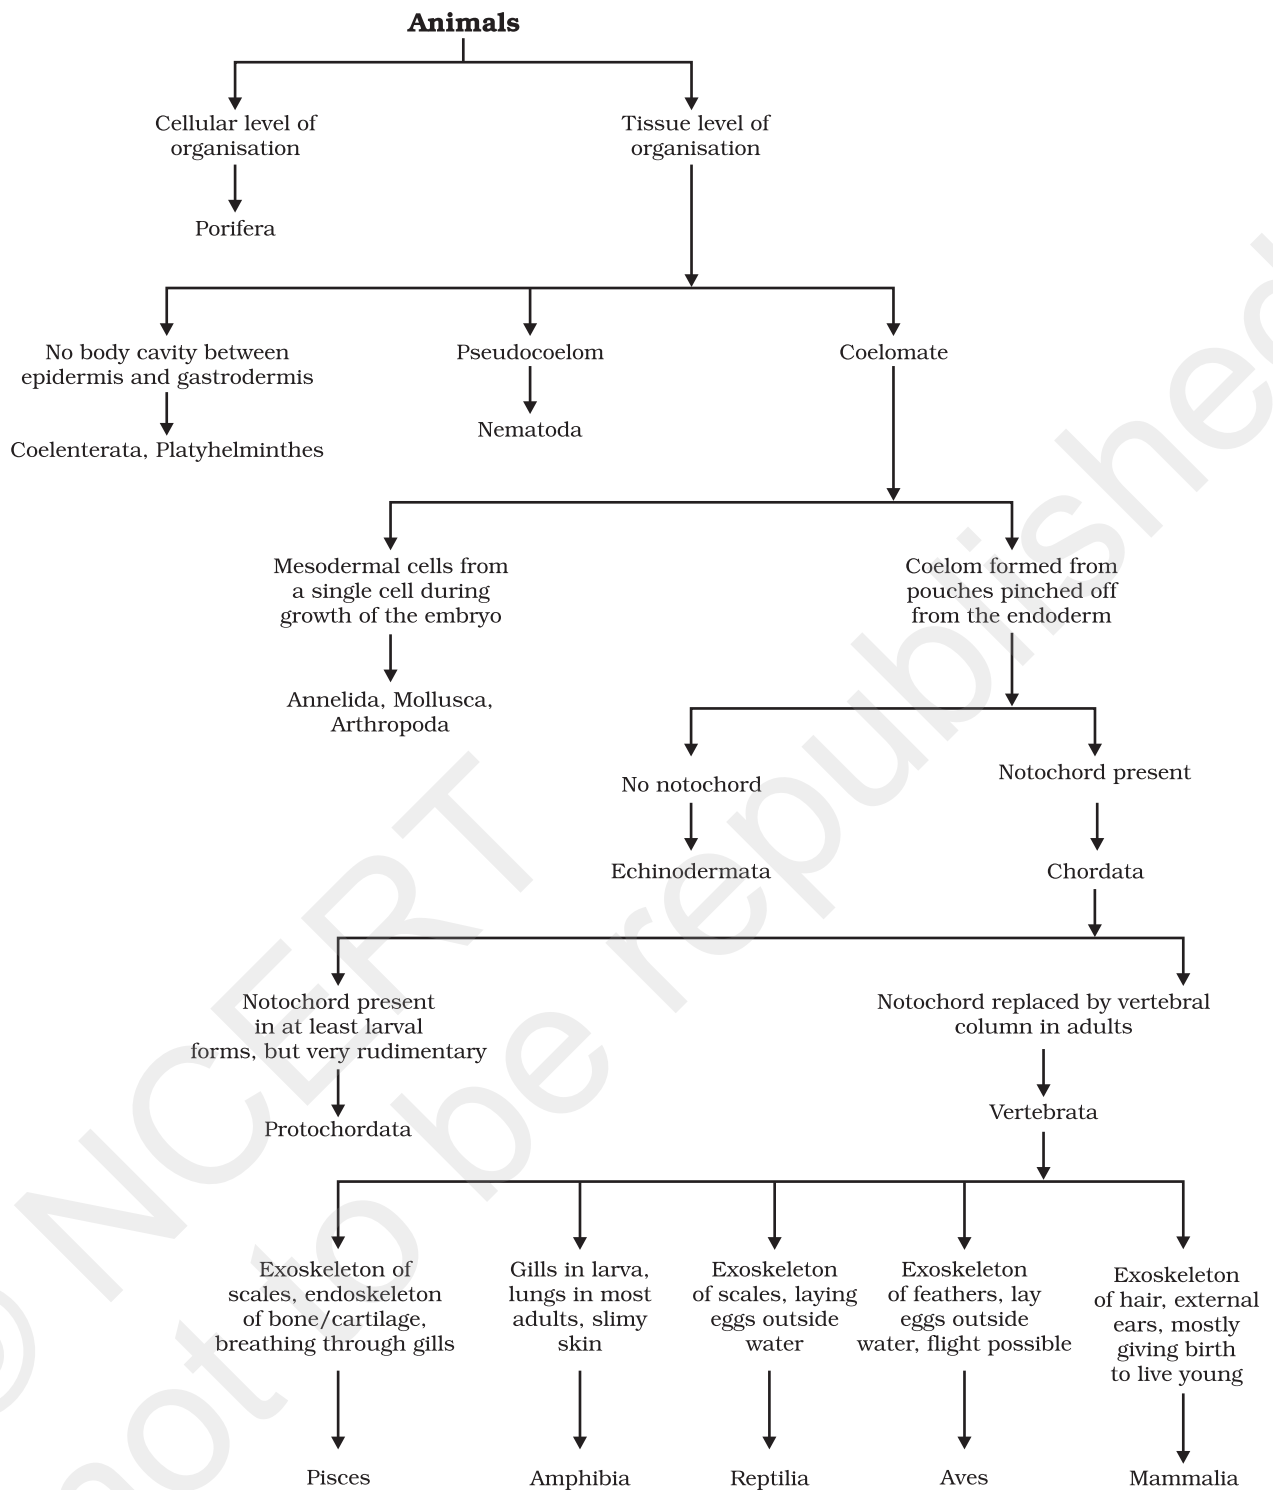 Animals
Cellular level of
organisation
Tissue level of
organisation
Porifera
No body cavity between
epidermis and gastrodermis
Pseudocoelom
Coelomate
Coelenterata, Platyhelminthes
Nematoda
Mesodermal cells from
a single cell during
growth of the embryo
Coelom formed from
pouches pinched off
from the endoderm
Annelida, Mollusca,
Arthropoda
No notochord
Notochord present
Echinodermata
Chordata
Notochord present
in at least larval
forms, but very rudimentary
Notochord replaced by vertebral
column in adults
Protochordata
Vertebrata
Exoskeleton of
scales, endoskeleton
of bone/cartilage,
breathing through gills
Gills in larva,
lungs in most
adults, slimy
skin
Exoskeleton
of scales, laying
eggs outside
water
Exoskeleton
of feathers, lay
eggs outside
water, flight possible
Exoskeleton
of hair, external
ears, mostly
giving birth
to live young
Pisces
Amphibia
Reptilia
Aves
Mammalia
© NCERT
not to be republished